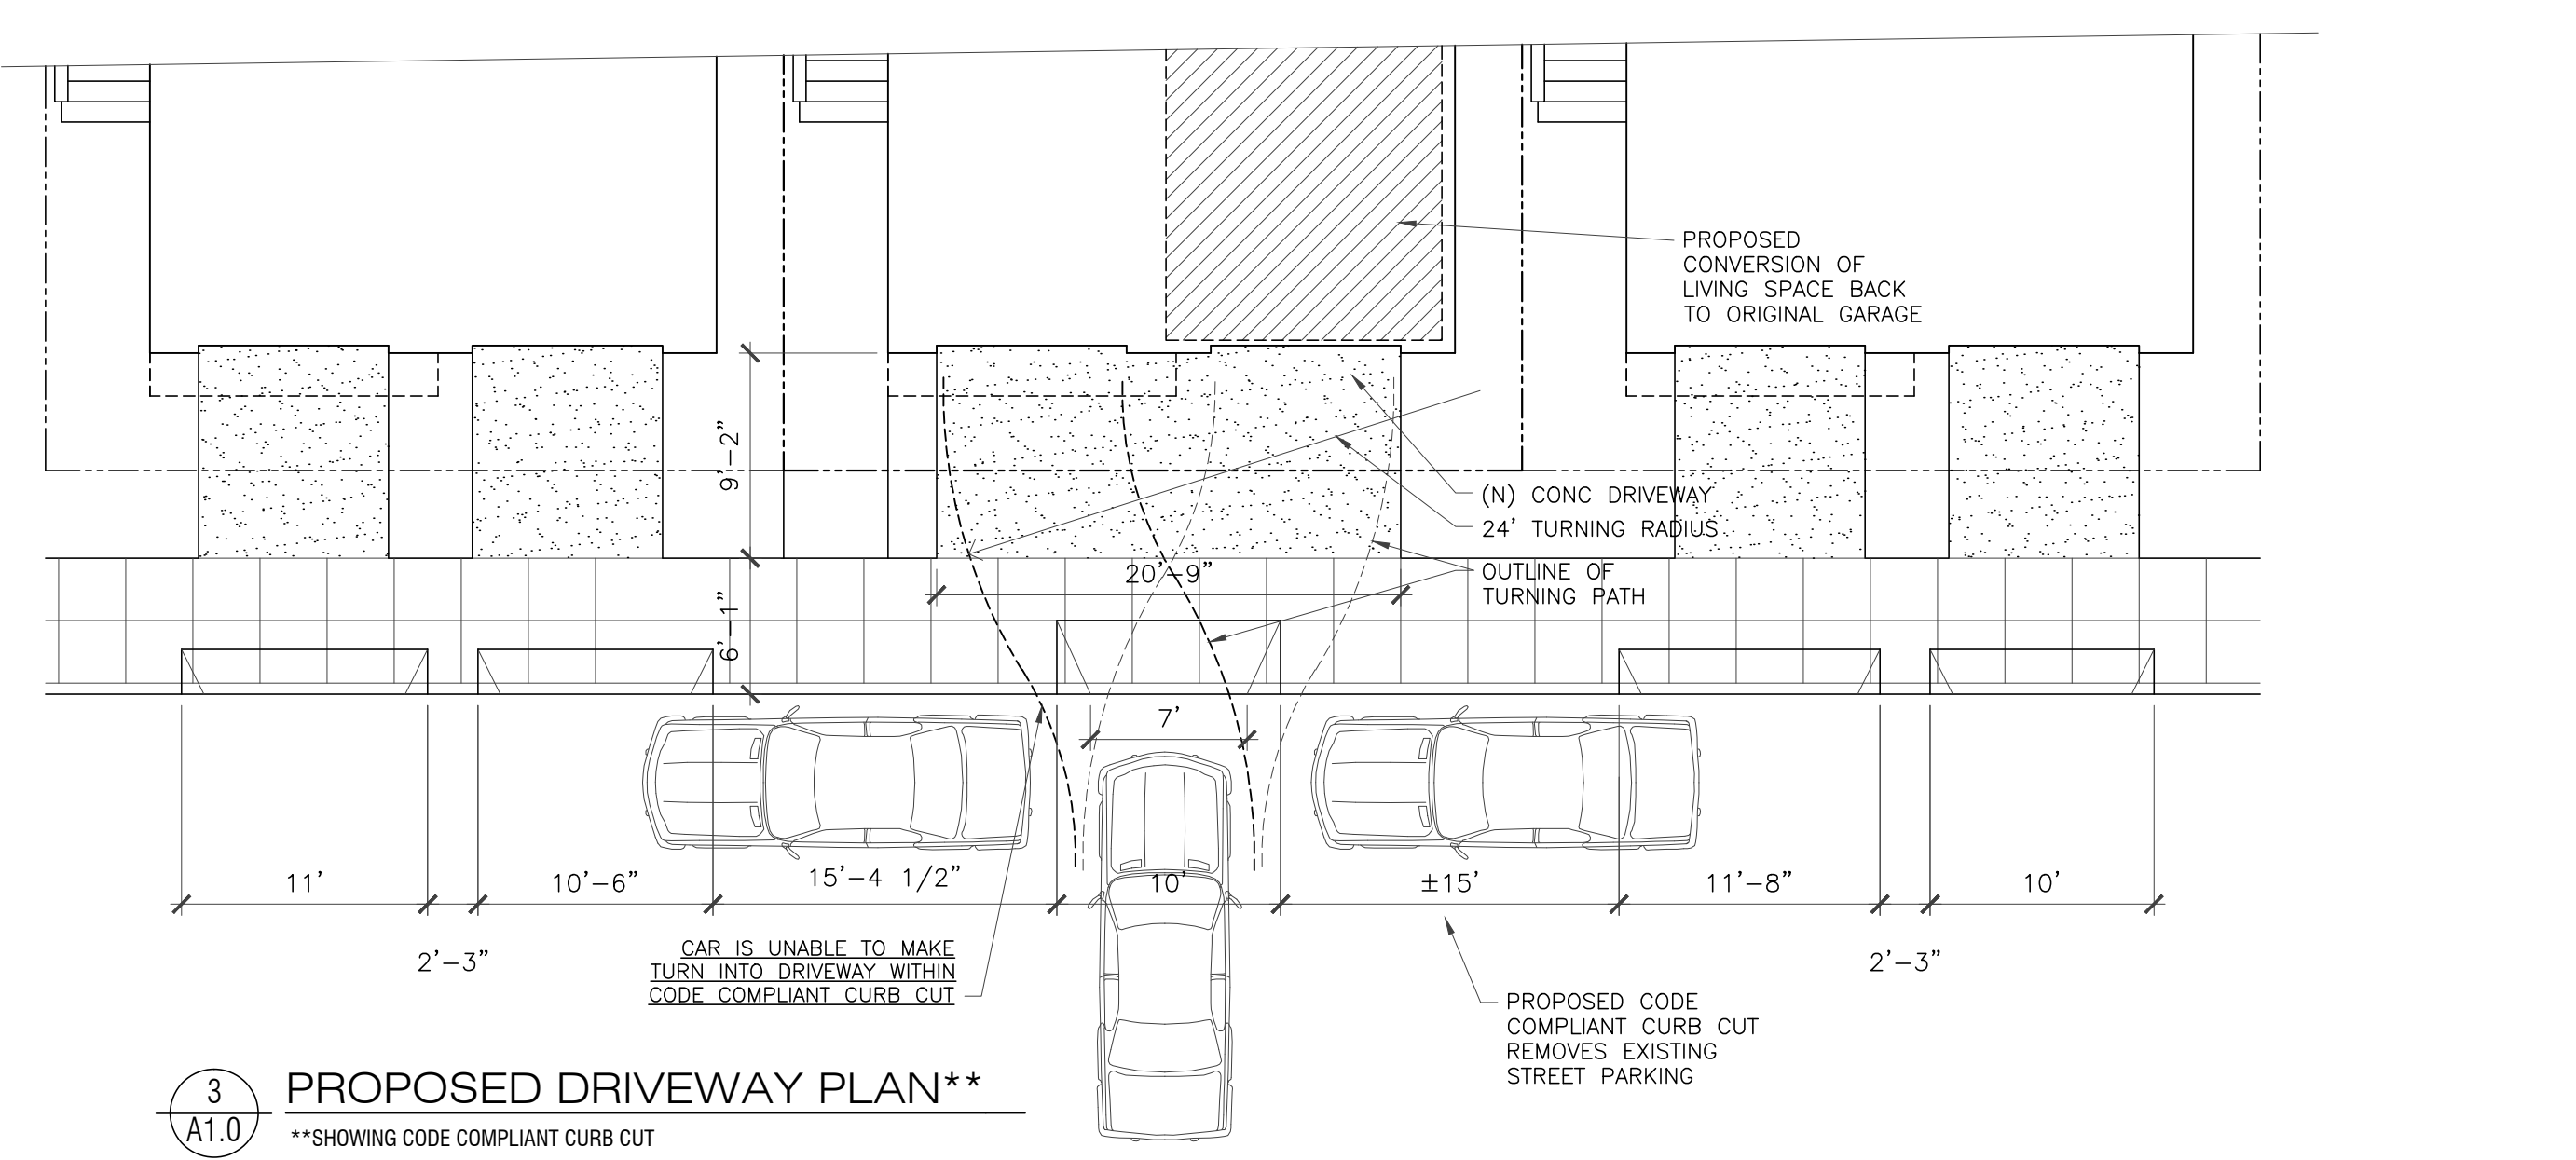 PROPOSED
CONVERSION OF
LIVING SPACE BACK
TO ORIGINAL GARAGE
9'-2"
(N) CONC DRIVEWAY
24' TURNING RADIUS
20'-9"
OUTLINE OF
TURNING PATH
6'-1"
7'
11'
10'-6"
15'-4 1/2"
10'
±15'
11'-8"
10'
2'-3"
2'-3"
CAR IS UNABLE TO MAKE
TURN INTO DRIVEWAY WITHIN
CODE COMPLIANT CURB CUT
PROPOSED CODE
COMPLIANT CURB CUT
REMOVES EXISTING
STREET PARKING
3
A1.0
PROPOSED DRIVEWAY PLAN**
**SHOWING CODE COMPLIANT CURB CUT